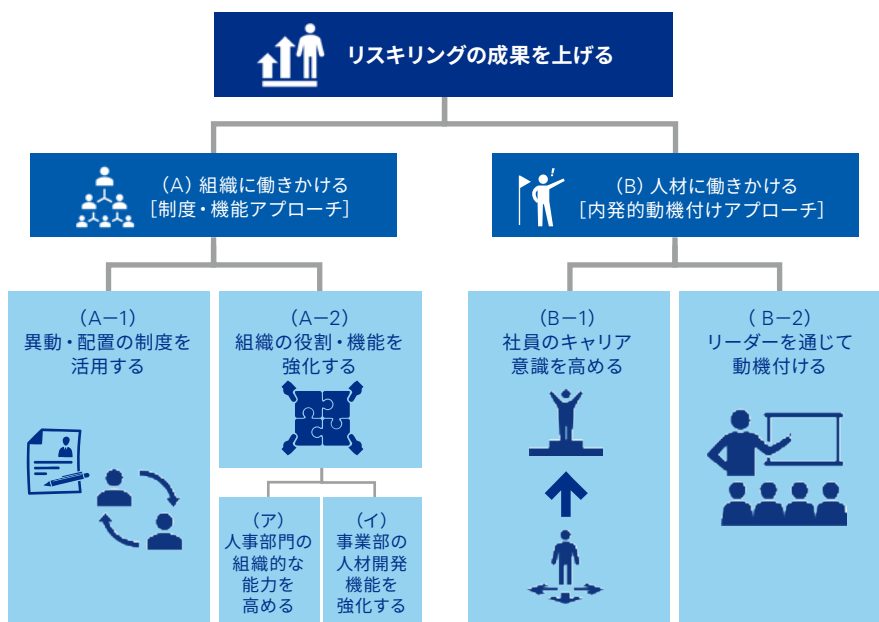 リスキリングの成果を上げる
（A）組織に働きかける
［制度・機能アプローチ］
（B）人材に働きかける
［内発的動機付けアプローチ］
（A－1）
異動・配置の制度を
活用する
（A－2）
組織の役割・機能を
強化する
（ア）
人事部門の
組織的な
能力を
高める
（イ）
事業部の
人材開発
機能を
強化する
（B－1）
社員のキャリア
意識を高める
（ B－2）
リーダーを通じて
動機付ける